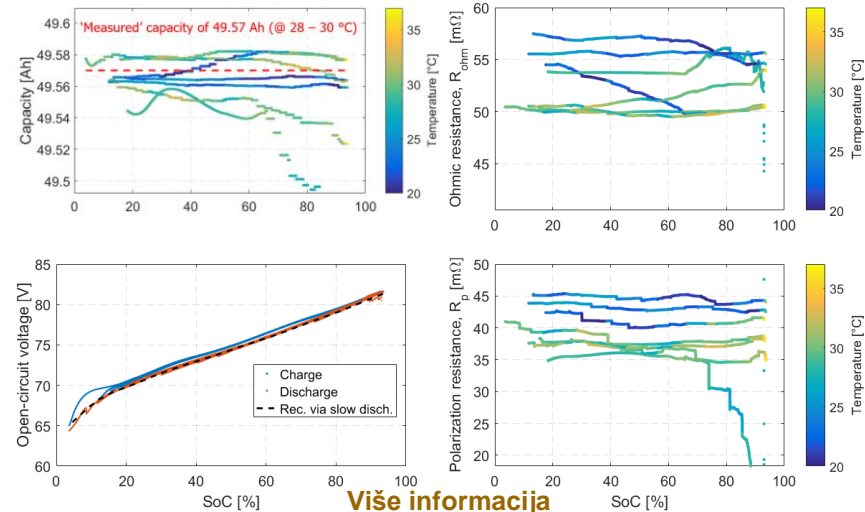 'Measured' capacity of 49.57 Ah (@ 28 – 30 °C)
49.6
49.58
49.56
49.54
49.52
49.5
Capacity [Ah]
0 20 40 60 80 100
35
30
25
20
Temperature [°C]
55
50
45
Ohmic resistance, Rohm [mΩ]
0 20 40 60 80 100
35
30
25
20
Temperature [°C]
85
80
75
70
65
60
Open-circuit voltage [V]
Charge
Discharge
Rec. via slow disch.
0 20 40 60 80 100
SoC [%]
50
45
40
35
30
25
20
Polarization resistance, Rp [mΩ]
0 20 40 60 80 100
SoC [%]
35
30
25
20
Temperature [°C]
Više informacija